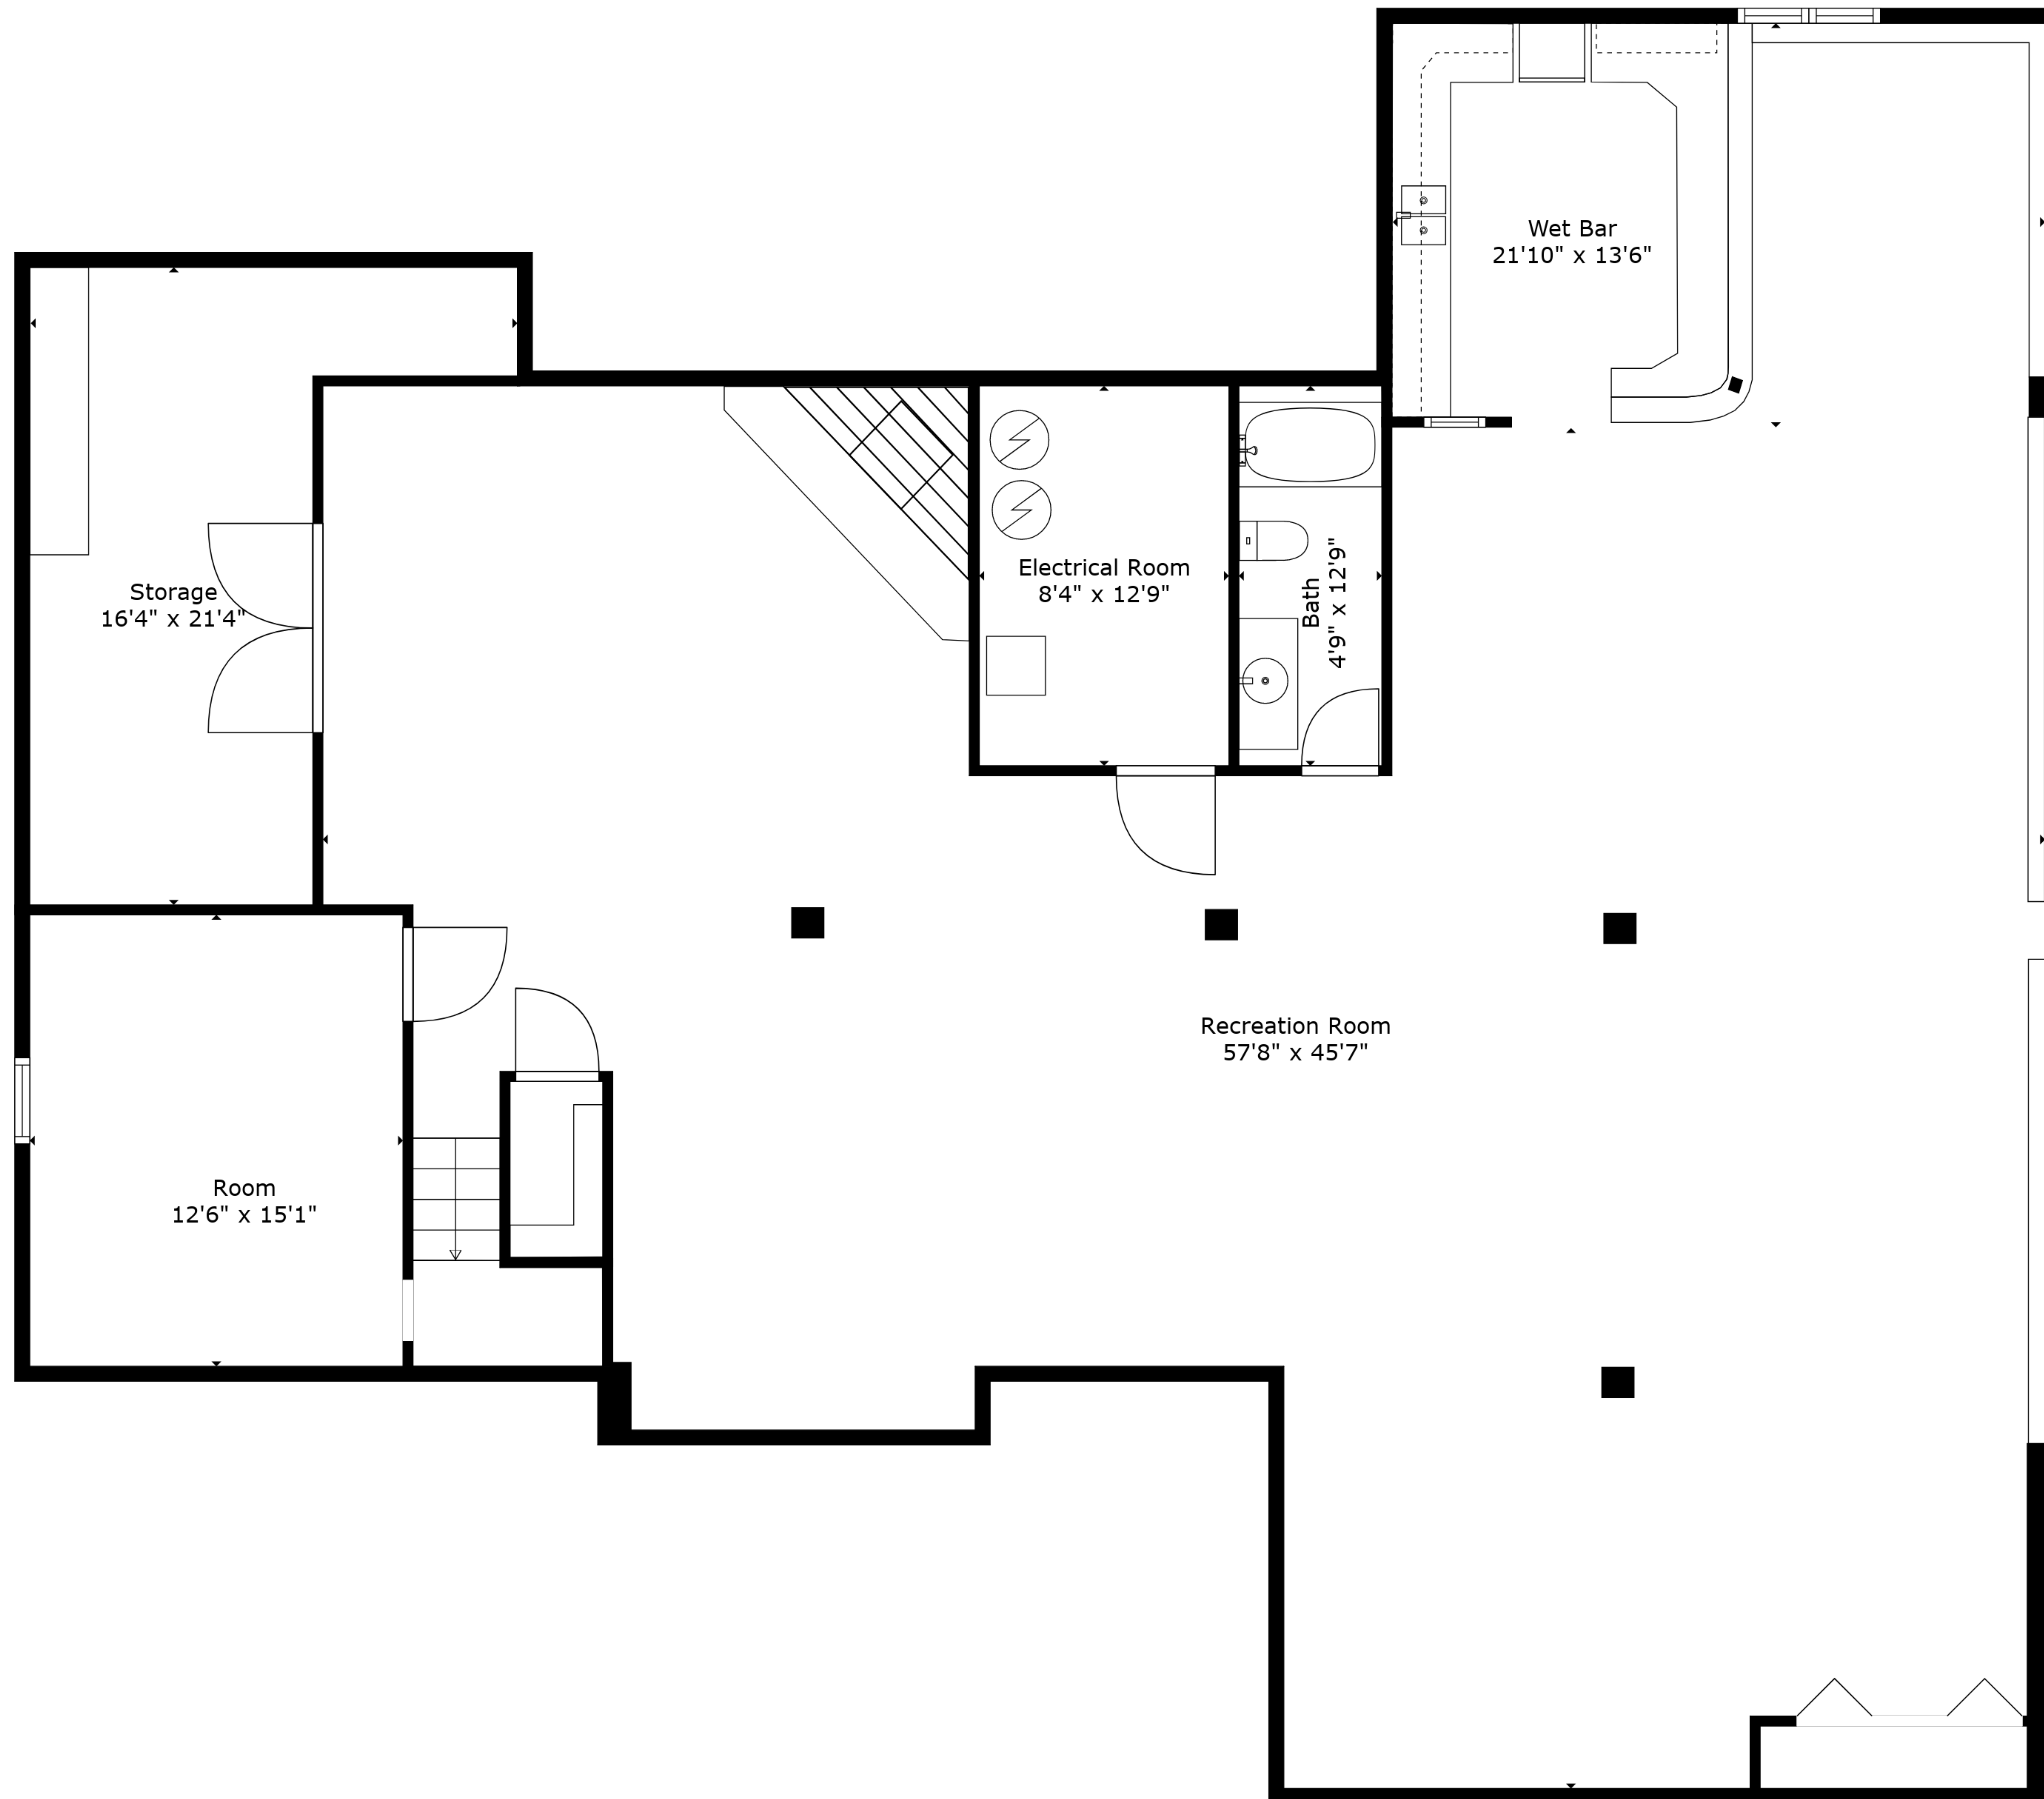 Wet Bar
21'10" x 13'6"
Electrical Room
8'4" x 12'9"
Bath
4'9" x 12'9"
Storage
16'4" x 21'4"
Recreation Room
57'8" x 45'7"
Room
12'6" x 15'1"